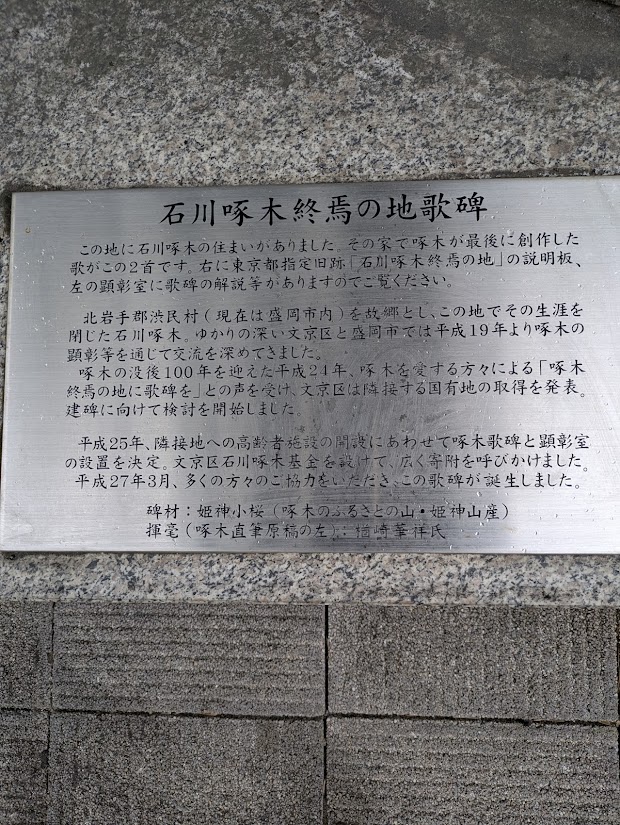 石川啄木終焉の地歌碑
この地に石川啄木の住まいがありました。その家で啄木が最後に創作した
歌がこの2首です。右に東京都指定旧跡「石川啄木終焉の地」の説明板、
左の顕彰室に歌碑の解説等がありますのでご覧ください。
北岩手郡渋民村(現在は盛岡市内)を故郷とし、この地でその生涯を
閉じた石川啄木。ゆかりの深い文京区と盛岡市では平成19年より啄木の
顕彰等を通じて交流を深めてきました。
啄木の没後100年を迎えた平成24年、啄木を愛する方々による「啄木
終焉の地に歌碑を」との声を受け、文京区は隣接する国有地の取得を発表。
建碑に向けて検討を開始しました。
平成25年、隣接地への高齢者施設の開設にあわせて啄木歌碑と顕彰室
の設置を決定。文京区石川啄木基金を設けて、広く寄附を呼びかけました。
平成27年3月、多くの方々のご協力をいただき、この歌碑が誕生しました。
碑材:姫神小桜(啄木のふるさとの山・姫神山産)
揮毫(啄木直筆原稿の左):楢崎華祥氏